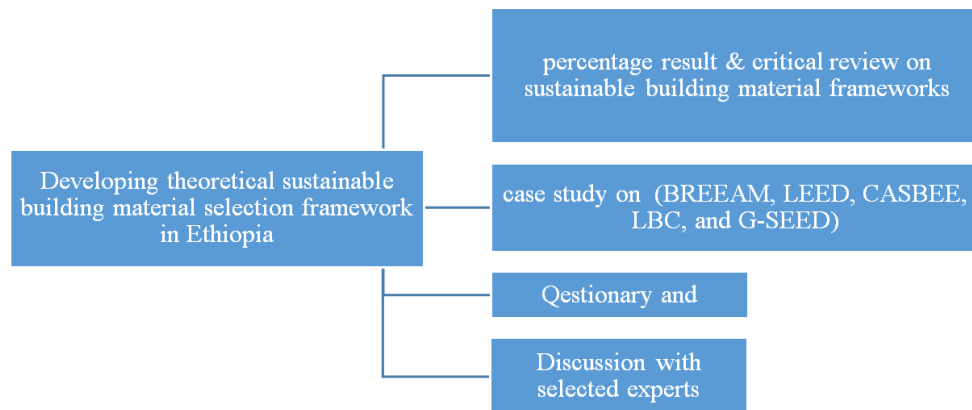 percentage result & critical review on
sustainable building material frameworks
Developing theoretical sustainable
building material selection framework
in Ethiopia
case study on (BREEAM, LEED, CASBEE,
LBC, and G-SEED)
Qestionary and
Discussion with
selected experts